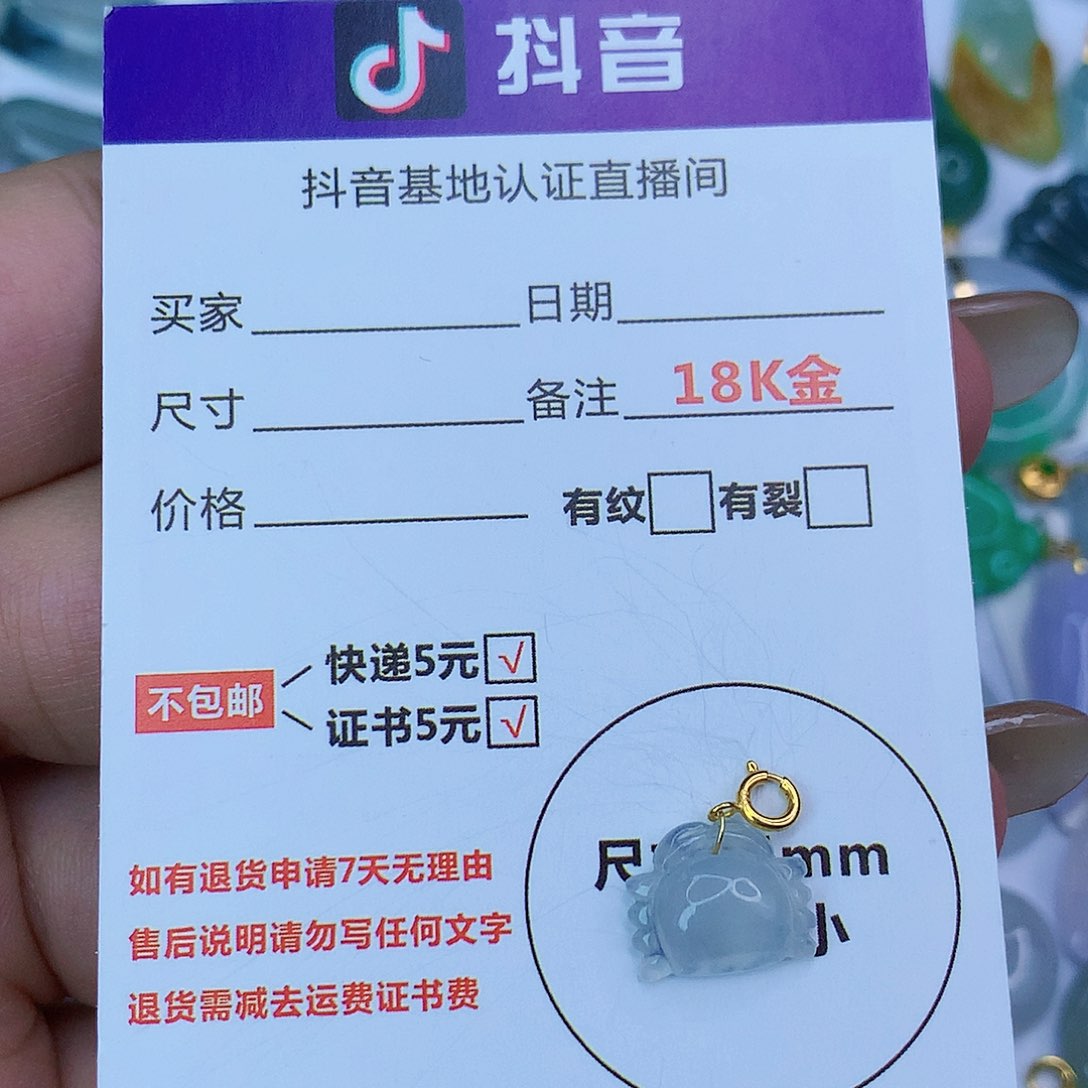 抖音
抖音基地认证直播间
买家 日期
尺寸 备注 18K金
价格 有纹 有裂
不包邮
快递5元 √
证书5元 √
如有退货申请7天无理由
售后说明请勿写任何文字
退货需减去运费证书费
尺 mm
小